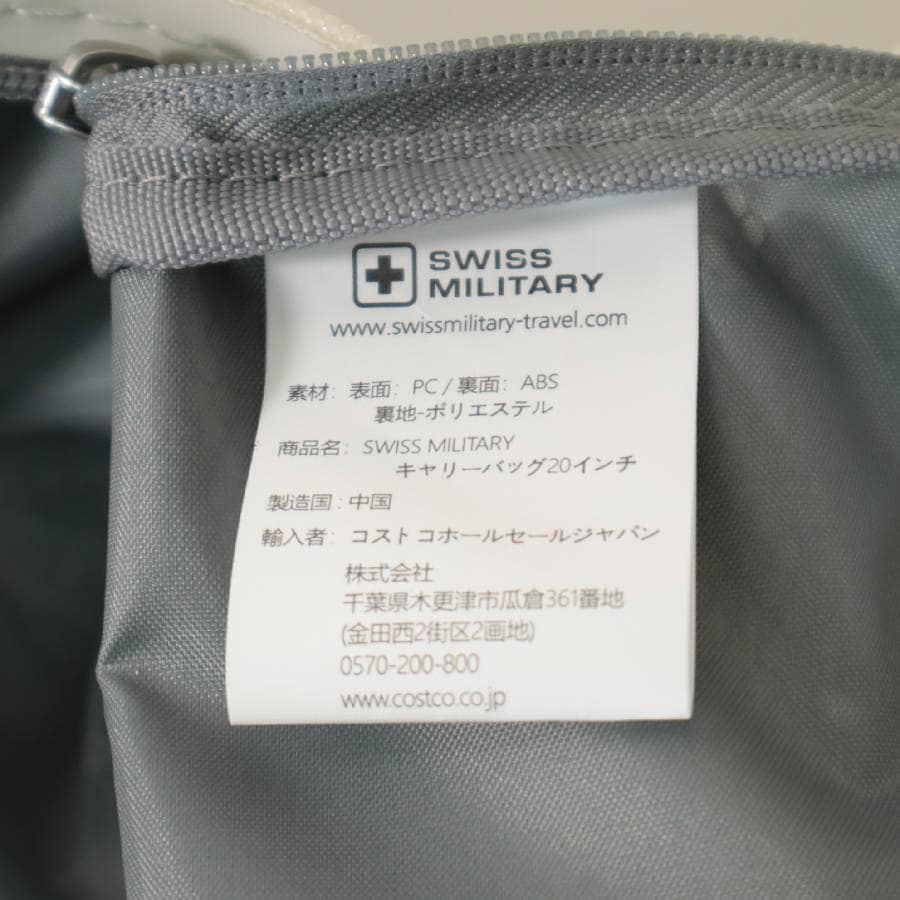 SWISS
MILITARY
www.swissmilitary-travel.com
素材: 表面: PC / 裏面: ABS
裏地-ポリエステル
商品名: SWISS MILITARY
キャリーバッグ20インチ
製造国: 中国
輸入者: コストコホールセールジャパン
株式会社
千葉県木更津市瓜倉361番地
(金田西2街区2画地)
0570-200-800
www.costco.co.jp